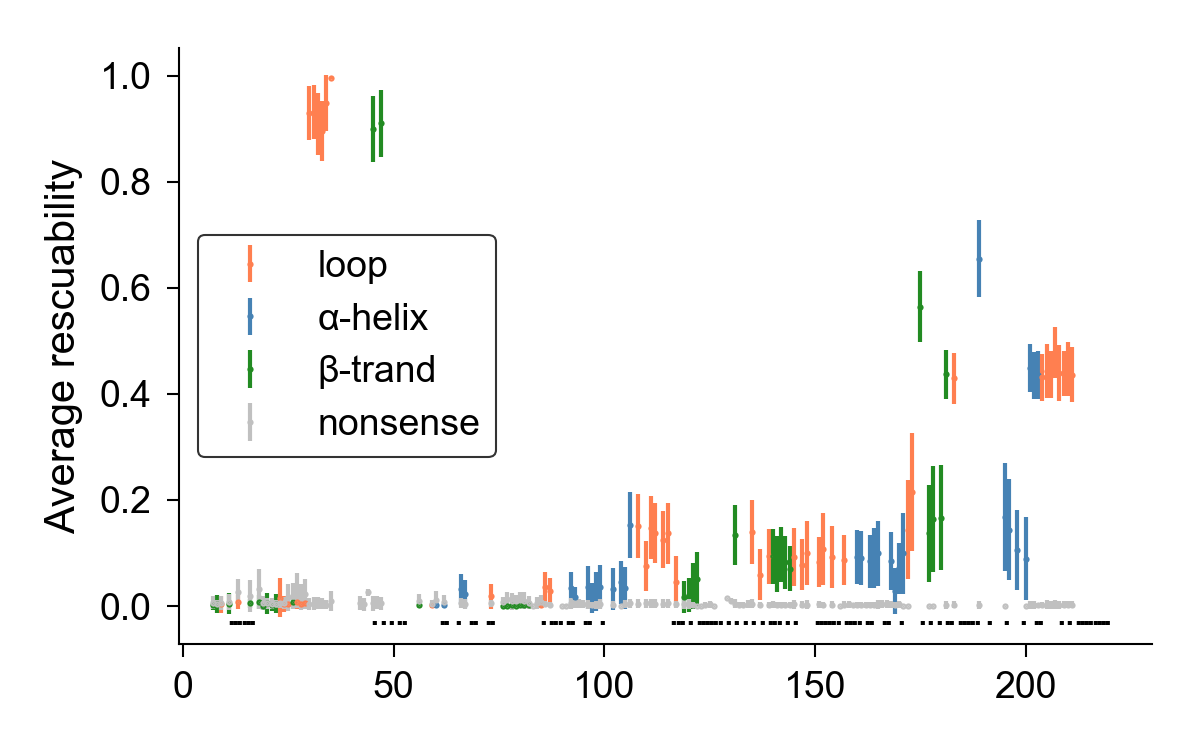 Average rescuability
1.0
0.8
0.6
0.4
0.2
0.0
loop
α-helix
β-trand
nonsense
0 50 100 150 200